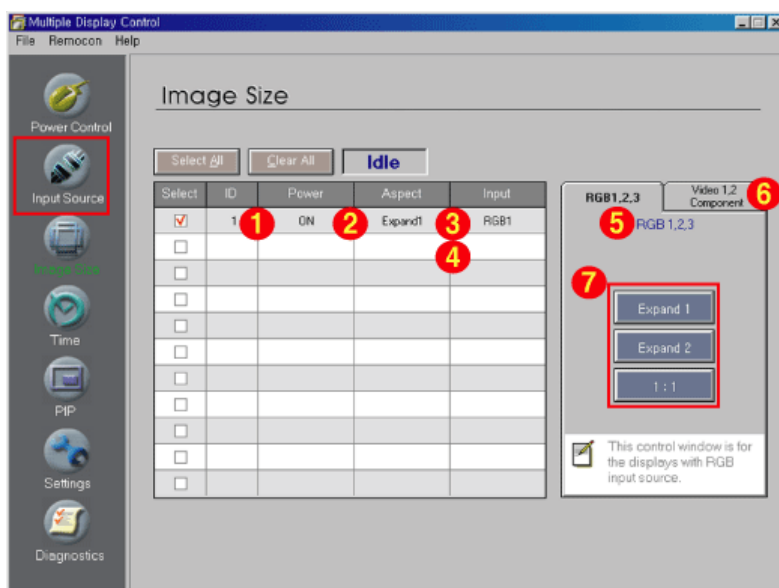 Multiple Display Control
File Remocon Help
Power Control
Input Source
Image Size
Time
PIP
Settings
Diagnostics
Image Size
Select All Clear All Idle
Select ID Power Aspect Input
1 1 ON 2 Expand1 3 RGB1
4
RGB1,2,3
Video 1,2
Component
6
5 RGB 1,2,3
7
Expand 1
Expand 2
1 : 1
This control window is for
the displays with RGB
input source.